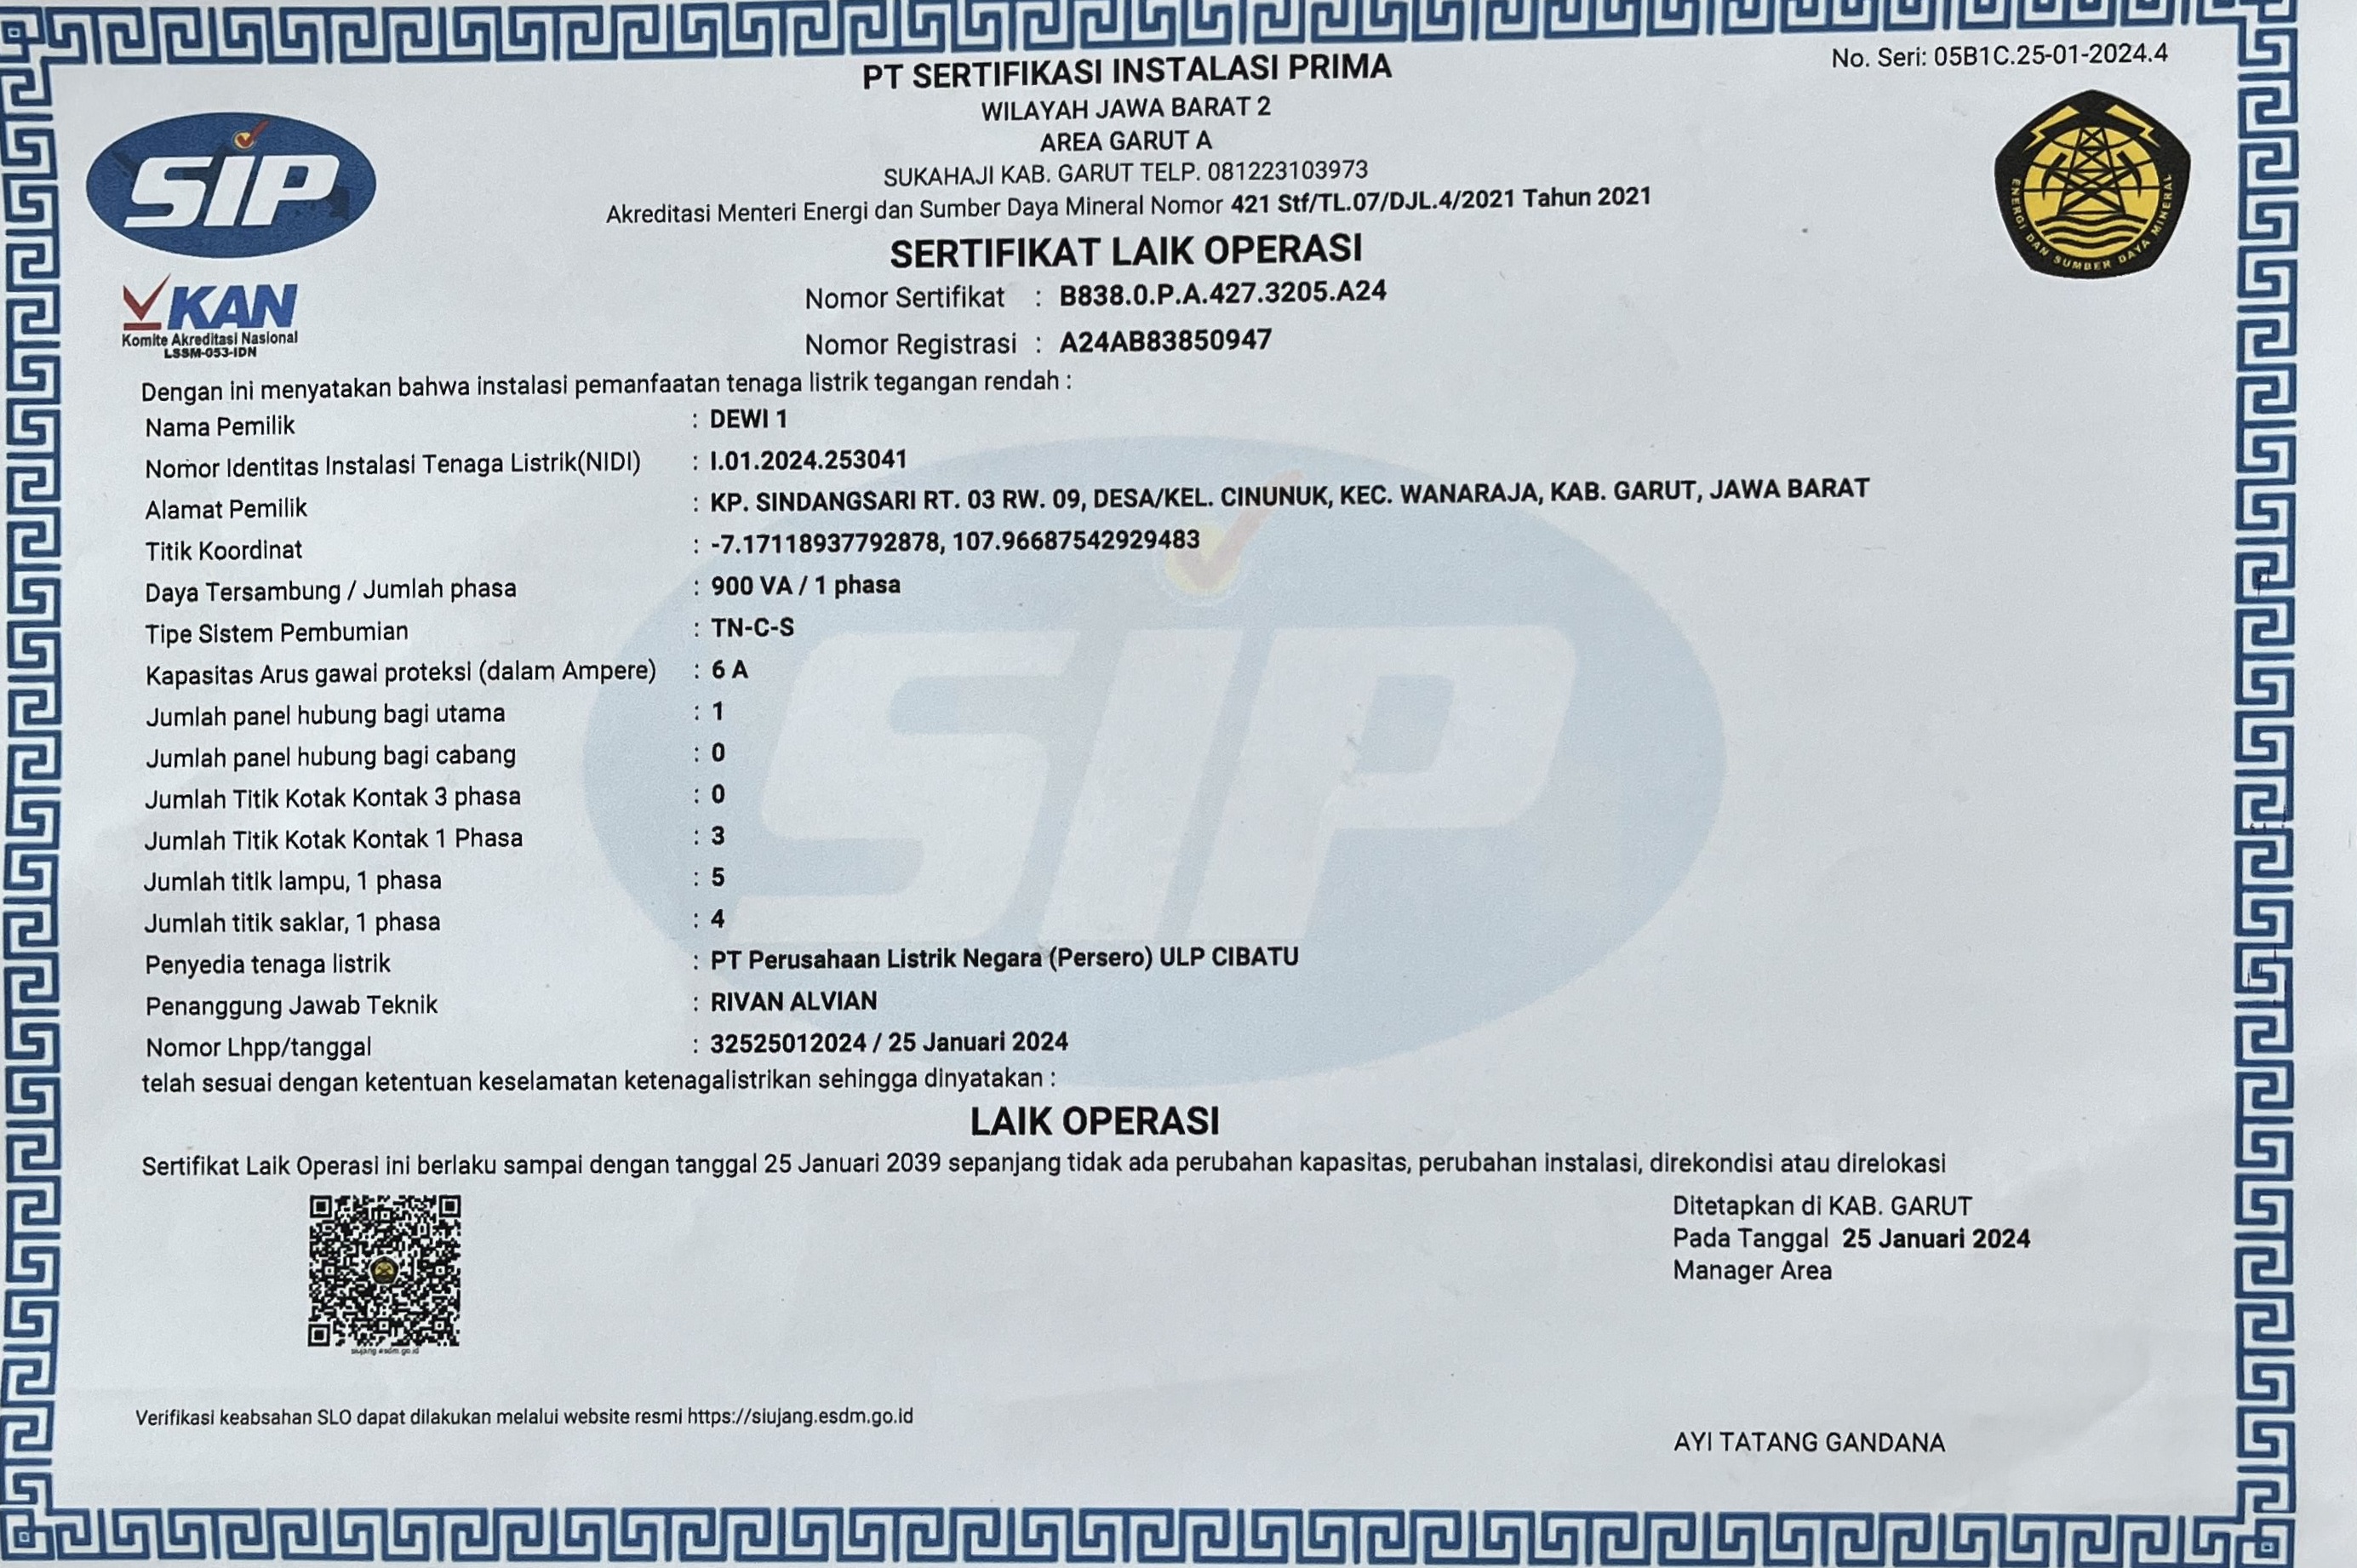 No. Seri: 05B1C.25-01-2024.4
PT SERTIFIKASI INSTALASI PRIMA
WILAYAH JAWA BARAT 2
AREA GARUT A
SUKAHAJI KAB. GARUT TELP. 081223103973
Akreditasi Menteri Energi dan Sumber Daya Mineral Nomor 421 Stf/TL.07/DJL.4/2021 Tahun 2021
SIP
ENERGI DAN SUMBER DAYA MINERAL
KAN
Komite Akreditasi Nasional
LSSM-053-IDN
SERTIFIKAT LAIK OPERASI
Nomor Sertifikat : B838.0.P.A.427.3205.A24
Nomor Registrasi : A24AB83850947
Dengan ini menyatakan bahwa instalasi pemanfaatan tenaga listrik tegangan rendah :
Nama Pemilik : DEWI 1
Nomor Identitas Instalasi Tenaga Listrik(NIDI) : I.01.2024.253041
Alamat Pemilik : KP. SINDANGSARI RT. 03 RW. 09, DESA/KEL. CINUNUK, KEC. WANARAJA, KAB. GARUT, JAWA BARAT
Titik Koordinat : -7.17118937792878, 107.96687542929483
Daya Tersambung / Jumlah phasa : 900 VA / 1 phasa
Tipe Sistem Pembumian : TN-C-S
Kapasitas Arus gawai proteksi (dalam Ampere) : 6 A
Jumlah panel hubung bagi utama : 1
Jumlah panel hubung bagi cabang : 0
Jumlah Titik Kotak Kontak 3 phasa : 0
Jumlah Titik Kotak Kontak 1 Phasa : 3
Jumlah titik lampu, 1 phasa : 5
Jumlah titik saklar, 1 phasa : 4
Penyedia tenaga listrik : PT Perusahaan Listrik Negara (Persero) ULP CIBATU
Penanggung Jawab Teknik : RIVAN ALVIAN
Nomor Lhpp/tanggal : 32525012024 / 25 Januari 2024
telah sesuai dengan ketentuan keselamatan ketenagalistrikan sehingga dinyatakan :
LAIK OPERASI
Sertifikat Laik Operasi ini berlaku sampai dengan tanggal 25 Januari 2039 sepanjang tidak ada perubahan kapasitas, perubahan instalasi, direkondisi atau direlokasi
Ditetapkan di KAB. GARUT
Pada Tanggal 25 Januari 2024
Manager Area
siujang.esdm.go.id
Verifikasi keabsahan SLO dapat dilakukan melalui website resmi https://siujang.esdm.go.id
AYI TATANG GANDANA
SIP